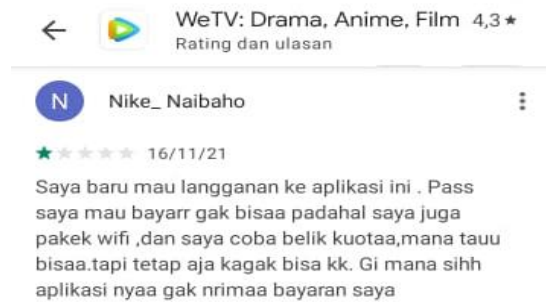 WeTV: Drama, Anime, Film 4,3★
Rating dan ulasan
N Nike_ Naibaho
16/11/21
Saya baru mau langganan ke aplikasi ini . Pass
saya mau bayarr gak bisaa padahal saya juga
pakek wifi ,dan saya coba belik kuotaa,mana tauu
bisaa.tapi tetap aja kagak bisa kk. Gi mana sihh
aplikasi nyaa gak nrimaa bayaran saya